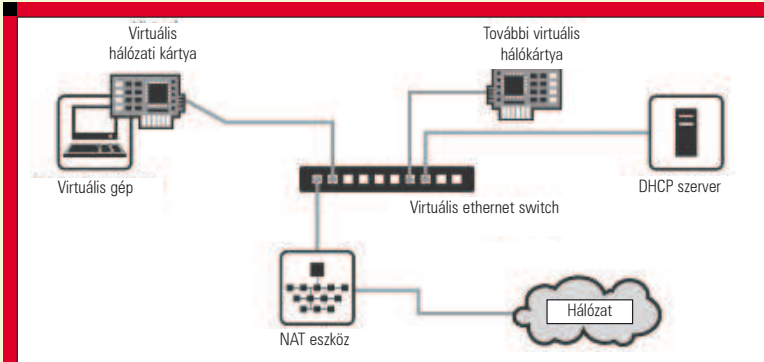 Virtuális
hálózati kártya
További virtuális
hálókártya
Virtuális gép
DHCP szerver
Virtuális ethernet switch
NAT eszköz
Hálózat